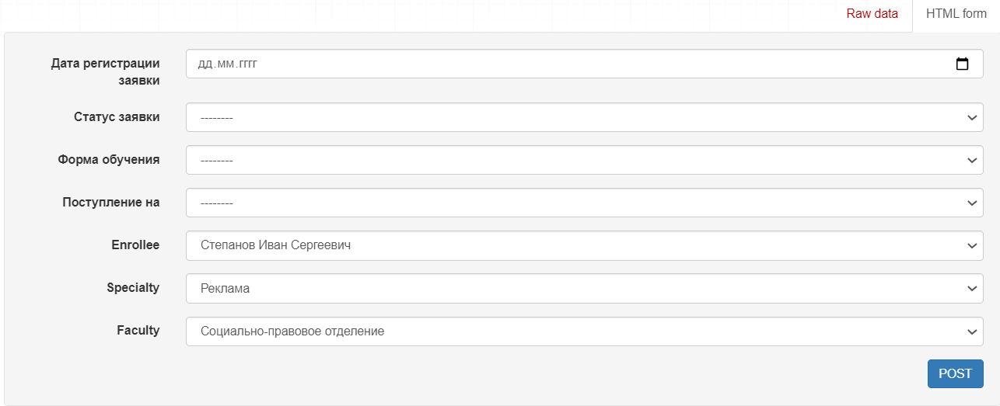 Raw data
HTML form
Дата регистрации
заявки
дд.мм.гггг
Статус заявки
--------
Форма обучения
--------
Поступление на
--------
Enrollee
Степанов Иван Сергеевич
Specialty
Реклама
Faculty
Социально-правовое отделение
POST